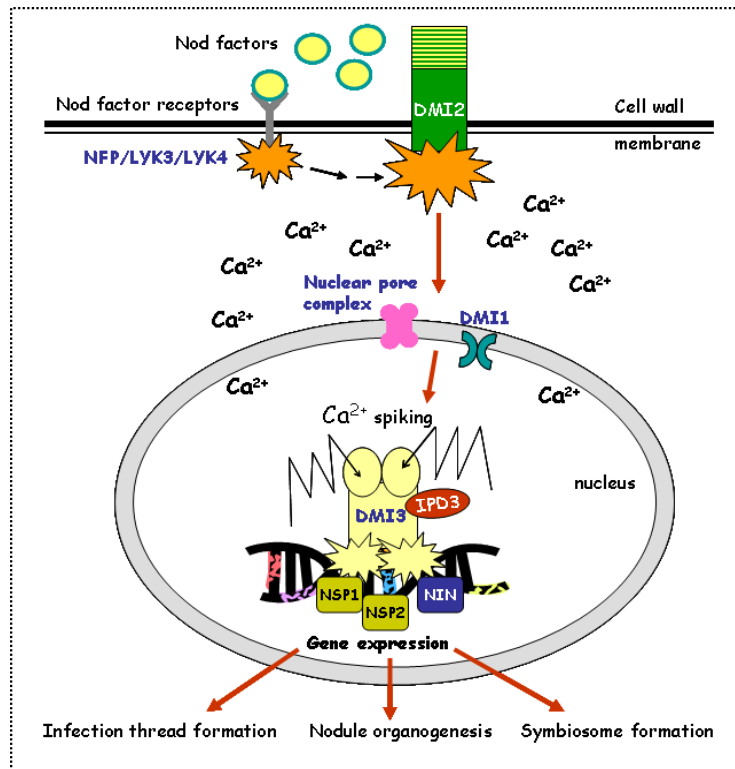 Nod factors
Nod factor receptors
DMI2
Cell wall
membrane
NFP/LYK3/LYK4
Ca²⁺
Ca²⁺
Ca²⁺
Ca²⁺
Ca²⁺
Ca²⁺
Ca²⁺
Nuclear pore
complex
DMI1
Ca²⁺
Ca²⁺
Ca²⁺
Ca²⁺ spiking
nucleus
DMI3
IPD3
NSP1
NSP2
NIN
Gene expression
Infection thread formation
Nodule organogenesis
Symbiosome formation